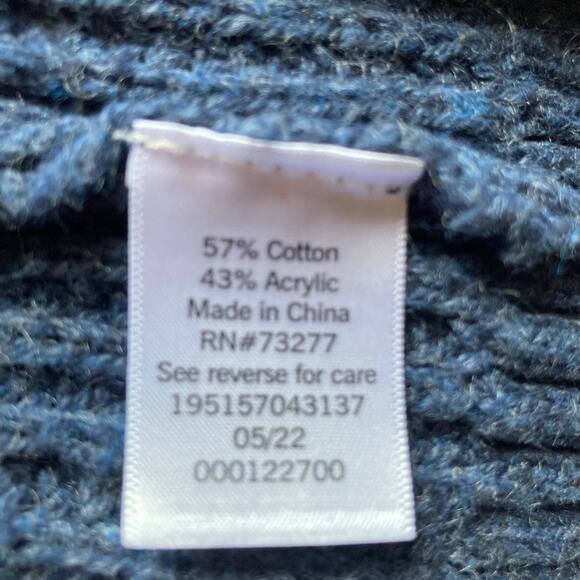 57% Cotton
43% Acrylic
Made in China
RN#73277
See reverse for care
195157043137
05/22
000122700